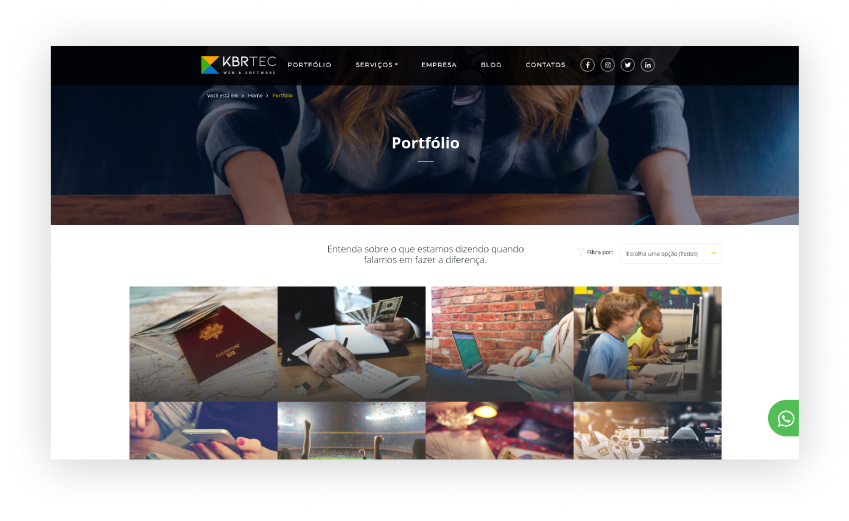 KBRTEC
WEB & SOFTWARE
PORTFÓLIO SERVIÇOS EMPRESA BLOG CONTATOS
Você está em > Home > Portfólio
Portfólio
Entenda sobre o que estamos dizendo quando
falamos em fazer a diferença.
Filtra por: Escolha uma opção (Todos)